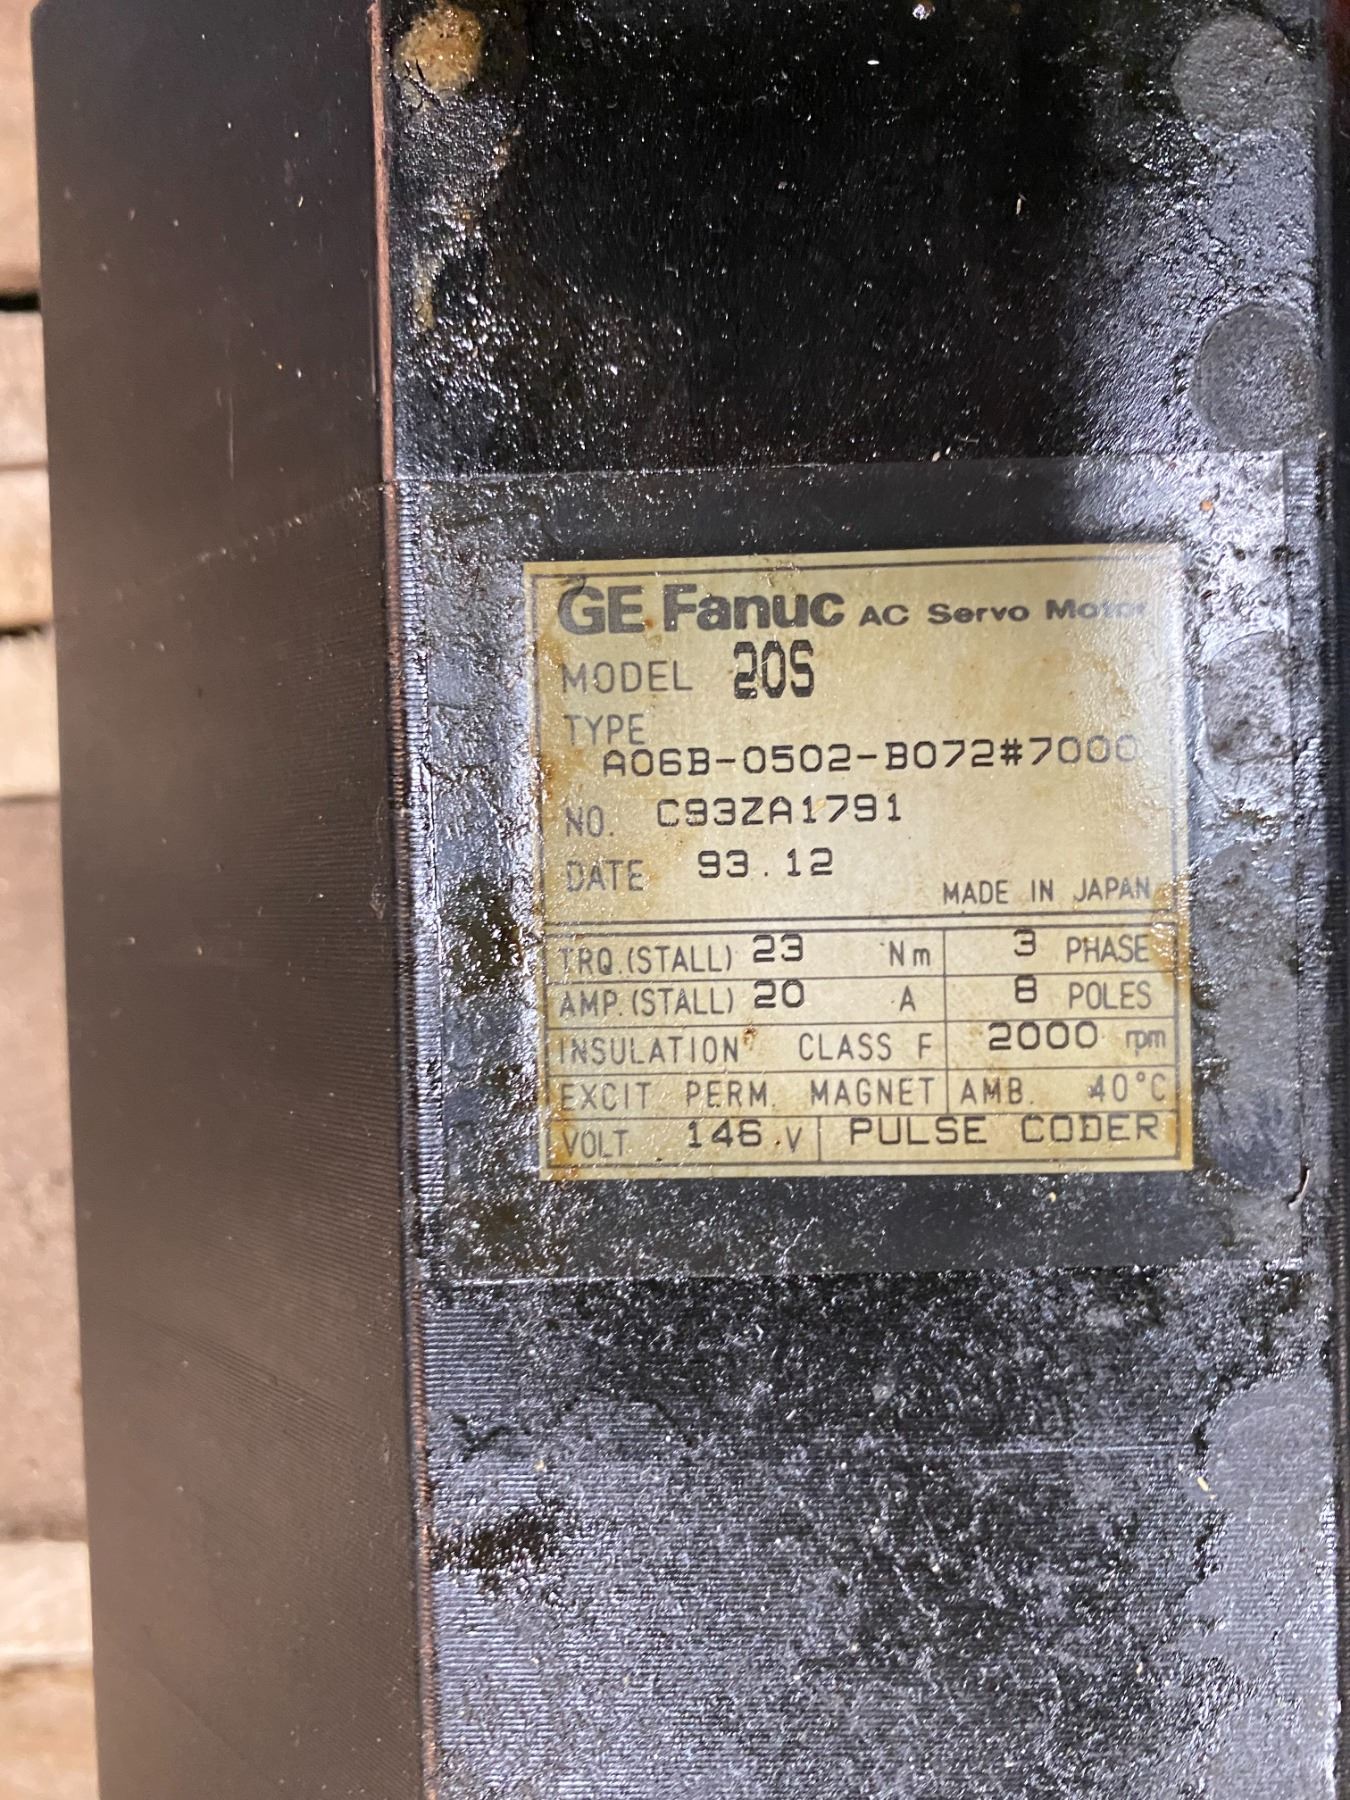 GE Fanuc AC Servo Motor
MODEL 20S
TYPE
A06B-0502-B072#7000
NO. C93ZA1791
DATE 93.12
MADE IN JAPAN
TRQ.(STALL) 23 Nm 3 PHASE
AMP.(STALL) 20 A 8 POLES
INSULATION CLASS F 2000 rpm
EXCIT PERM. MAGNET AMB. 40°C
VOLT 146 V PULSE CODER